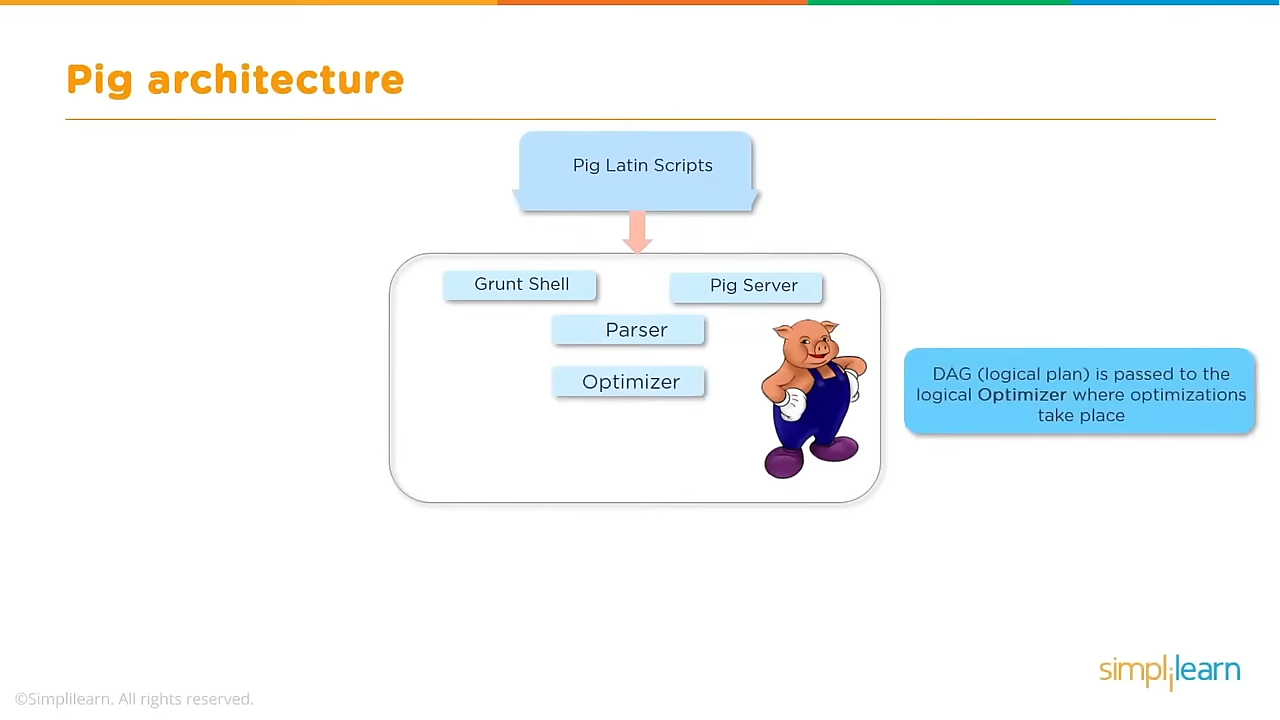 Pig architecture
Pig Latin Scripts
Grunt Shell
Pig Server
Parser
Optimizer
DAG (logical plan) is passed to the
logical Optimizer where optimizations
take place
simplilearn
©Simplilearn. All rights reserved.